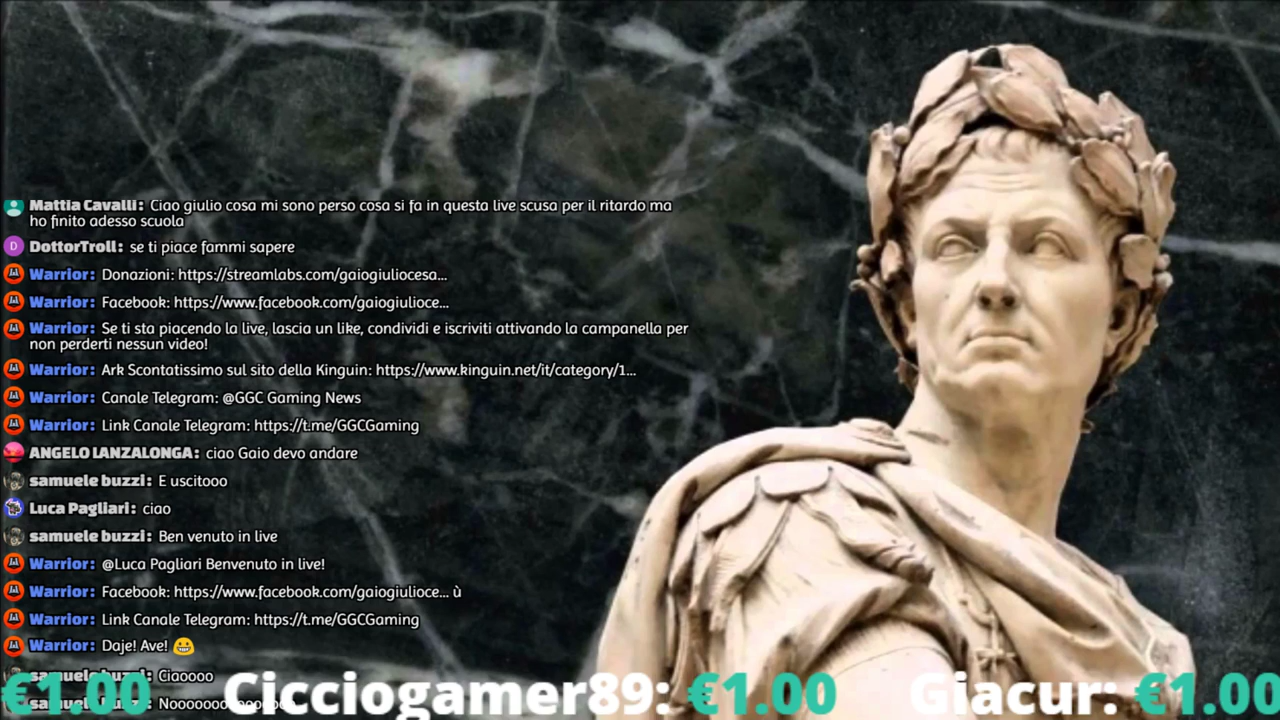 Mattia Cavalli: Ciao giulio cosa mi sono perso cosa si fa in questa live scusa per il ritardo ma
ho finito adesso scuola
D DottorTroll: se ti piace fammi sapere
Warrior: Donazioni: https://streamlabs.com/gaiogiuliocesa...
Warrior: Facebook: https://www.facebook.com/gaiogiulioce...
Warrior: Se ti sta piacendo la live, lascia un like, condividi e iscriviti attivando la campanella per
non perderti nessun video!
Warrior: Ark Scontatissimo sul sito della Kinguin: https://www.kinguin.net/it/category/1...
Warrior: Canale Telegram: @GGC Gaming News
Warrior: Link Canale Telegram: https://t.me/GGCGaming
ANGELO LANZALONGA: ciao Gaio devo andare
samuele buzzi: E uscitooo
Luca Pagliari: ciao
samuele buzzi: Ben venuto in live
Warrior: @Luca Pagliari Benvenuto in live!
Warrior: Facebook: https://www.facebook.com/gaiogiulioce... ù
Warrior: Link Canale Telegram: https://t.me/GGCGaming
Warrior: Daje! Ave! 😀
samuele buzzi: Ciaoooo
€1.00 Cicciogamer89: €1.00 Giacur: €1.00
samuele buzzi: